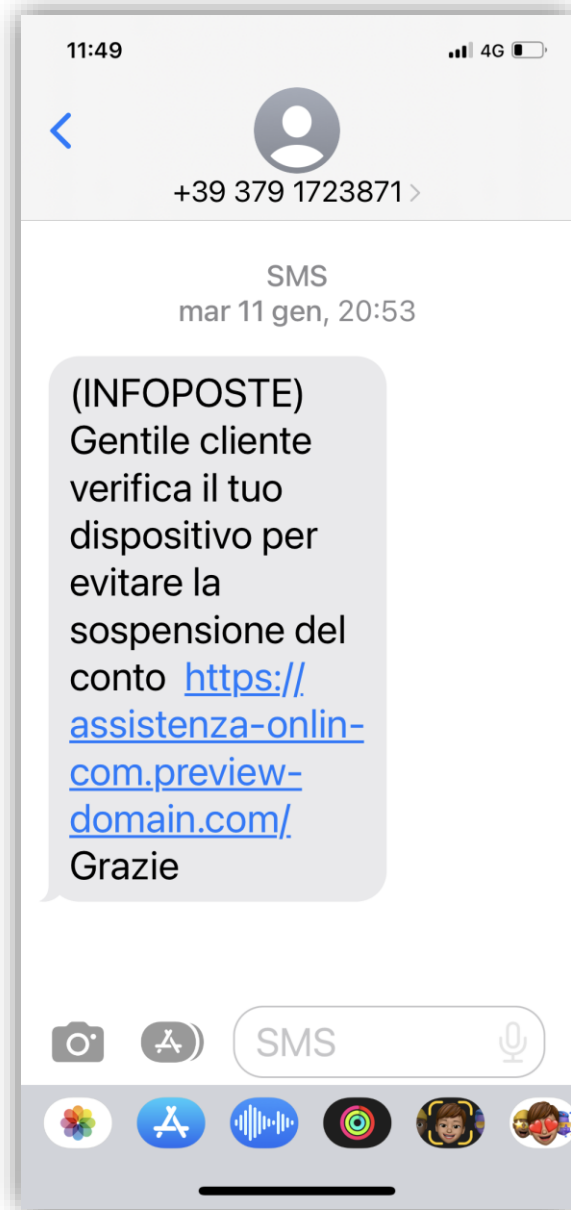 11:49
4G
+39 379 1723871
SMS
mar 11 gen, 20:53
(INFOPOSTE)
Gentile cliente
verifica il tuo
dispositivo per
evitare la
sospensione del
conto https://
assistenza-onlin-
com.preview-
domain.com/
Grazie
SMS